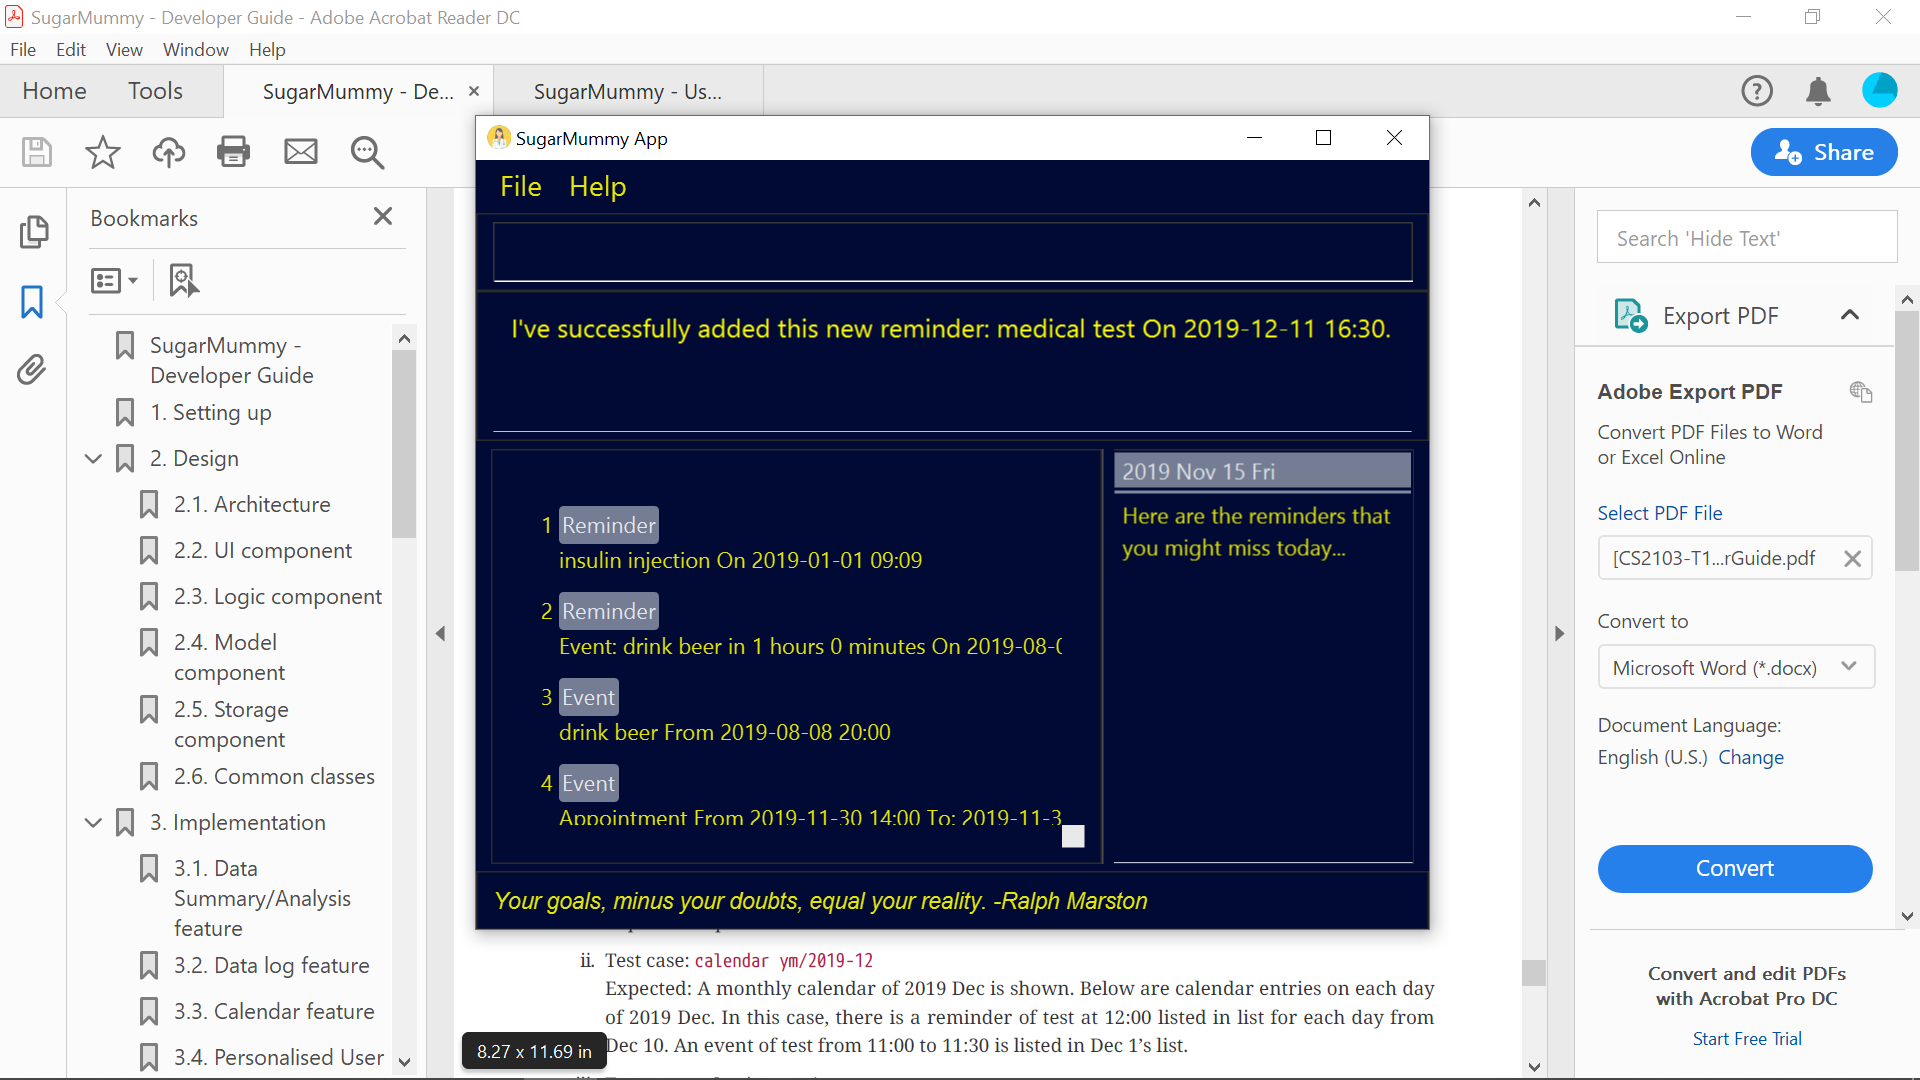 SugarMummy - Developer Guide - Adobe Acrobat Reader DC
File Edit View Window Help
Home Tools SugarMummy - De... SugarMummy - Us...
Share
Bookmarks
SugarMummy -
Developer Guide
1. Setting up
2. Design
2.1. Architecture
2.2. UI component
2.3. Logic component
2.4. Model
component
2.5. Storage
component
2.6. Common classes
3. Implementation
3.1. Data
Summary/Analysis
feature
3.2. Data log feature
3.3. Calendar feature
3.4. Personalised User
SugarMummy App
File Help
I've successfully added this new reminder: medical test On 2019-12-11 16:30.
1 Reminder
insulin injection On 2019-01-01 09:09
2 Reminder
Event: drink beer in 1 hours 0 minutes On 2019-08-
3 Event
drink beer From 2019-08-08 20:00
4 Event
Appointment From 2019-11-30 14:00 To: 2019-11-3
2019 Nov 15 Fri
Here are the reminders that
you might miss today...
Your goals, minus your doubts, equal your reality. -Ralph Marston
ii. Test case: calendar ym/2019-12
Expected: A monthly calendar of 2019 Dec is shown. Below are calendar entries on each day
of 2019 Dec. In this case, there is a reminder of test at 12:00 listed in list for each day from
Dec 10. An event of test from 11:00 to 11:30 is listed in Dec 1's list.
8.27 x 11.69 in
Search 'Hide Text'
Export PDF
Adobe Export PDF
Convert PDF Files to Word
or Excel Online
Select PDF File
[CS2103-T1...rGuide.pdf
Convert to
Microsoft Word (*.docx)
Document Language:
English (U.S.) Change
Convert
Convert and edit PDFs
with Acrobat Pro DC
Start Free Trial